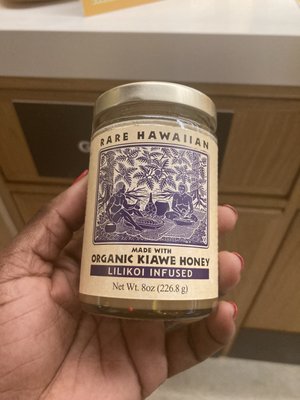 RARE HAWAIIAN
MADE WITH
ORGANIC KIAWE HONEY
LILIKOI INFUSED
Net Wt. 8oz (226.8 g)